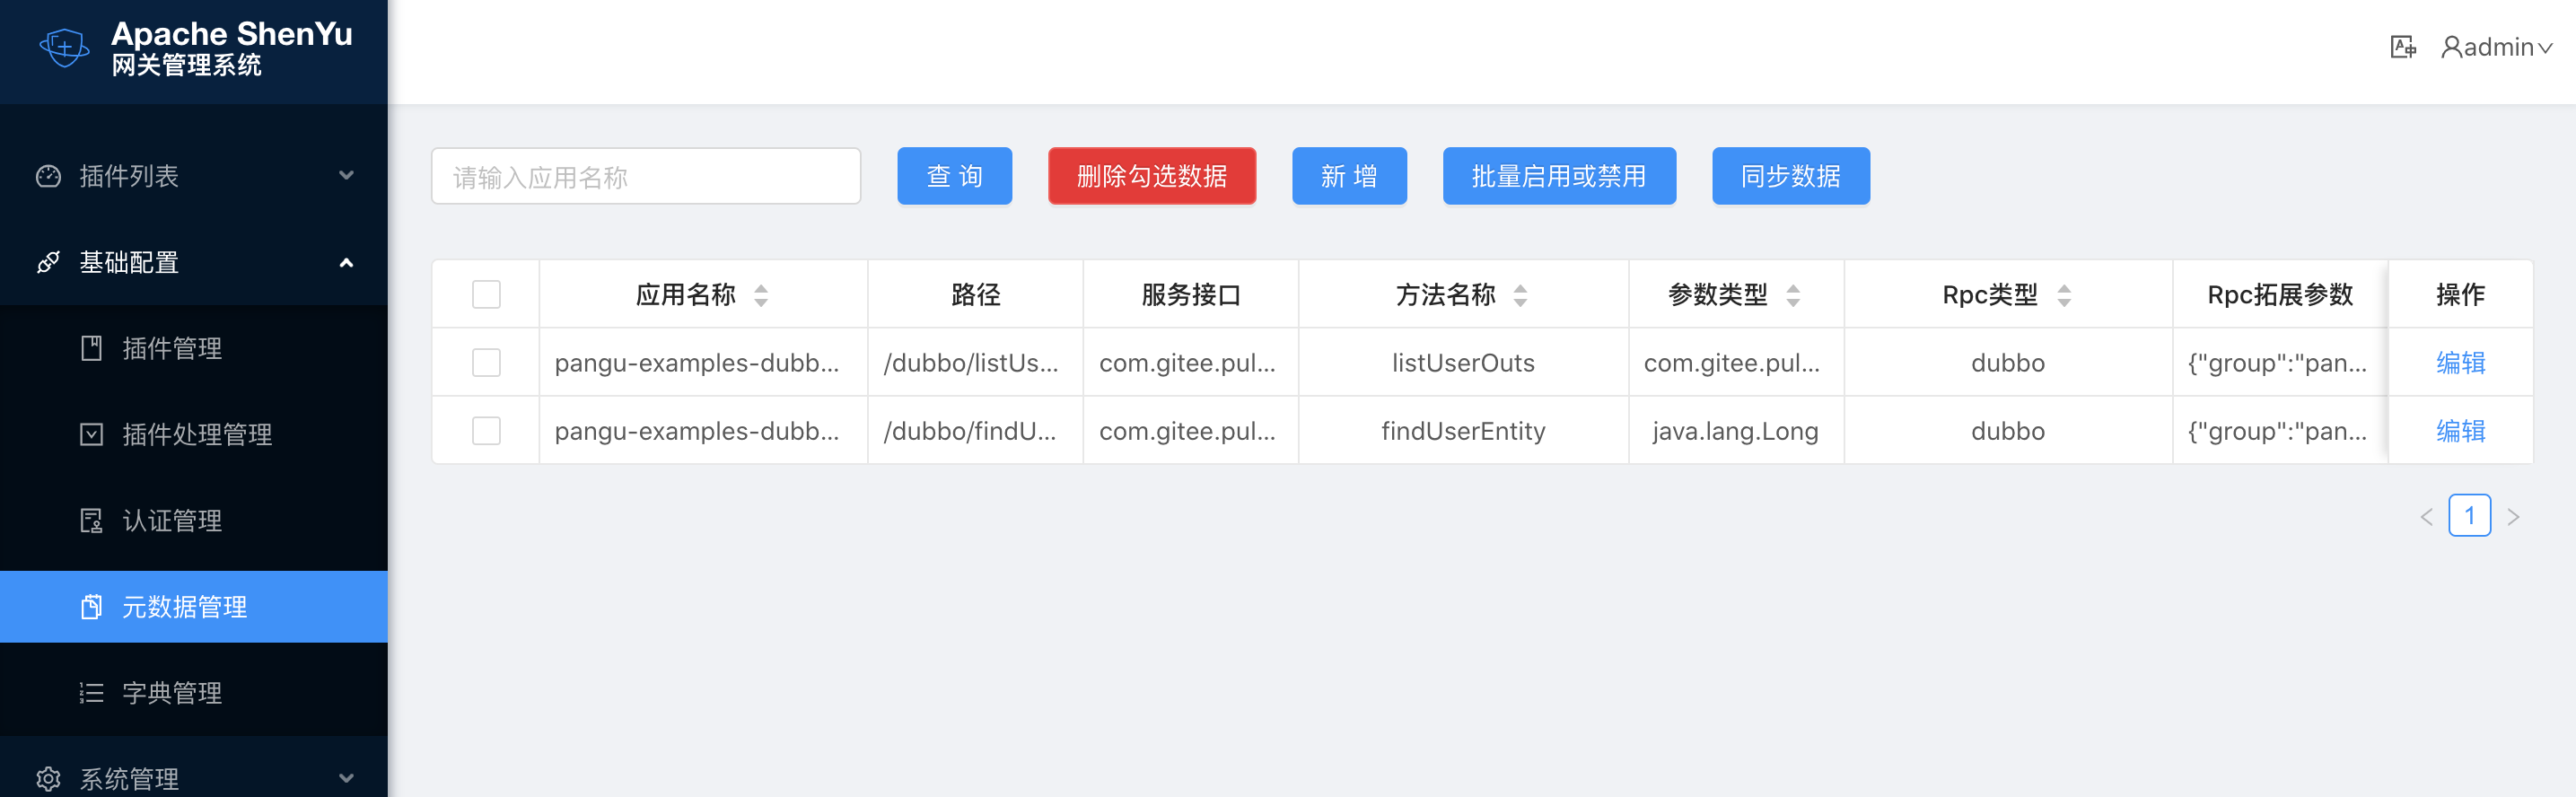 Apache ShenYu
网关管理系统
admin
插件列表
基础配置
插件管理
插件处理管理
认证管理
元数据管理
字典管理
系统管理
请输入应用名称 查 询 删除勾选数据 新 增 批量启用或禁用 同步数据
应用名称 路径 服务接口 方法名称 参数类型 Rpc类型 Rpc拓展参数 操作
pangu-examples-dubb... /dubbo/listUs... com.gitee.pul... listUserOuts com.gitee.pul... dubbo {"group":"pan... 编辑
pangu-examples-dubb... /dubbo/findU... com.gitee.pul... findUserEntity java.lang.Long dubbo {"group":"pan... 编辑
1